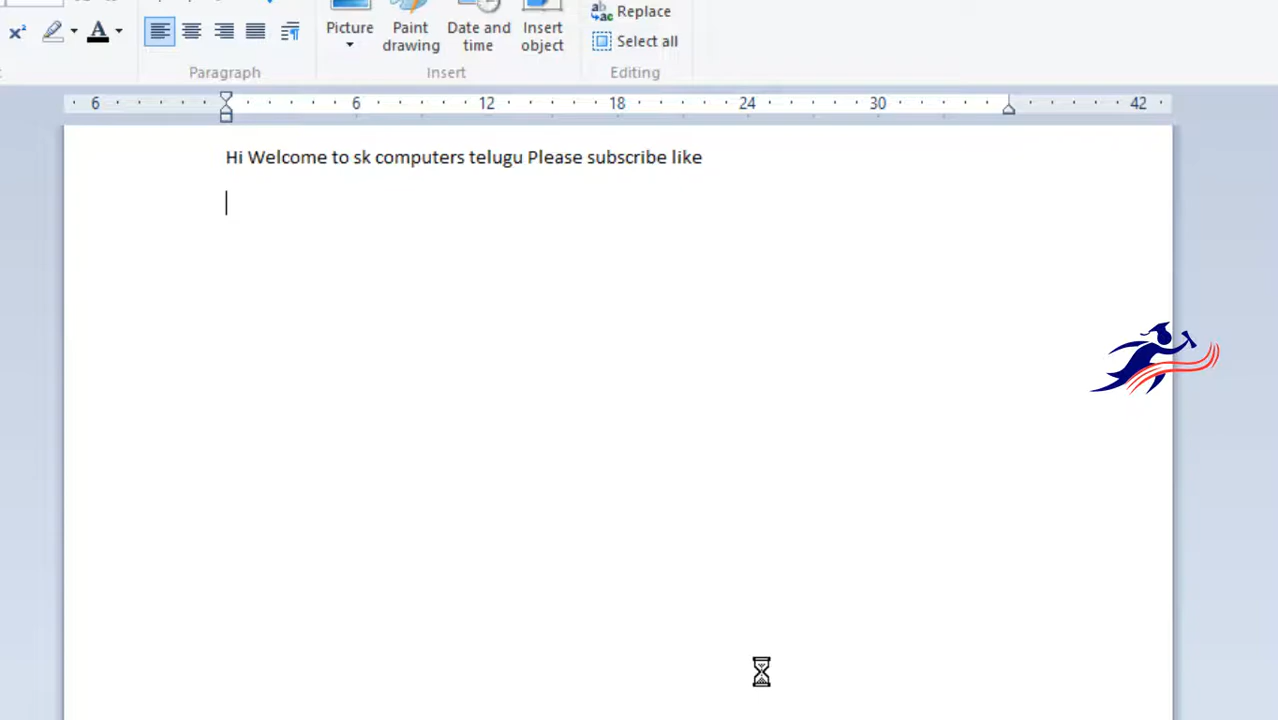 x²
A
Picture
Paint drawing
Date and time
Insert object
Replace
Select all
Paragraph
Insert
Editing
6 6 12 18 24 30 42
Hi Welcome to sk computers telugu Please subscribe like